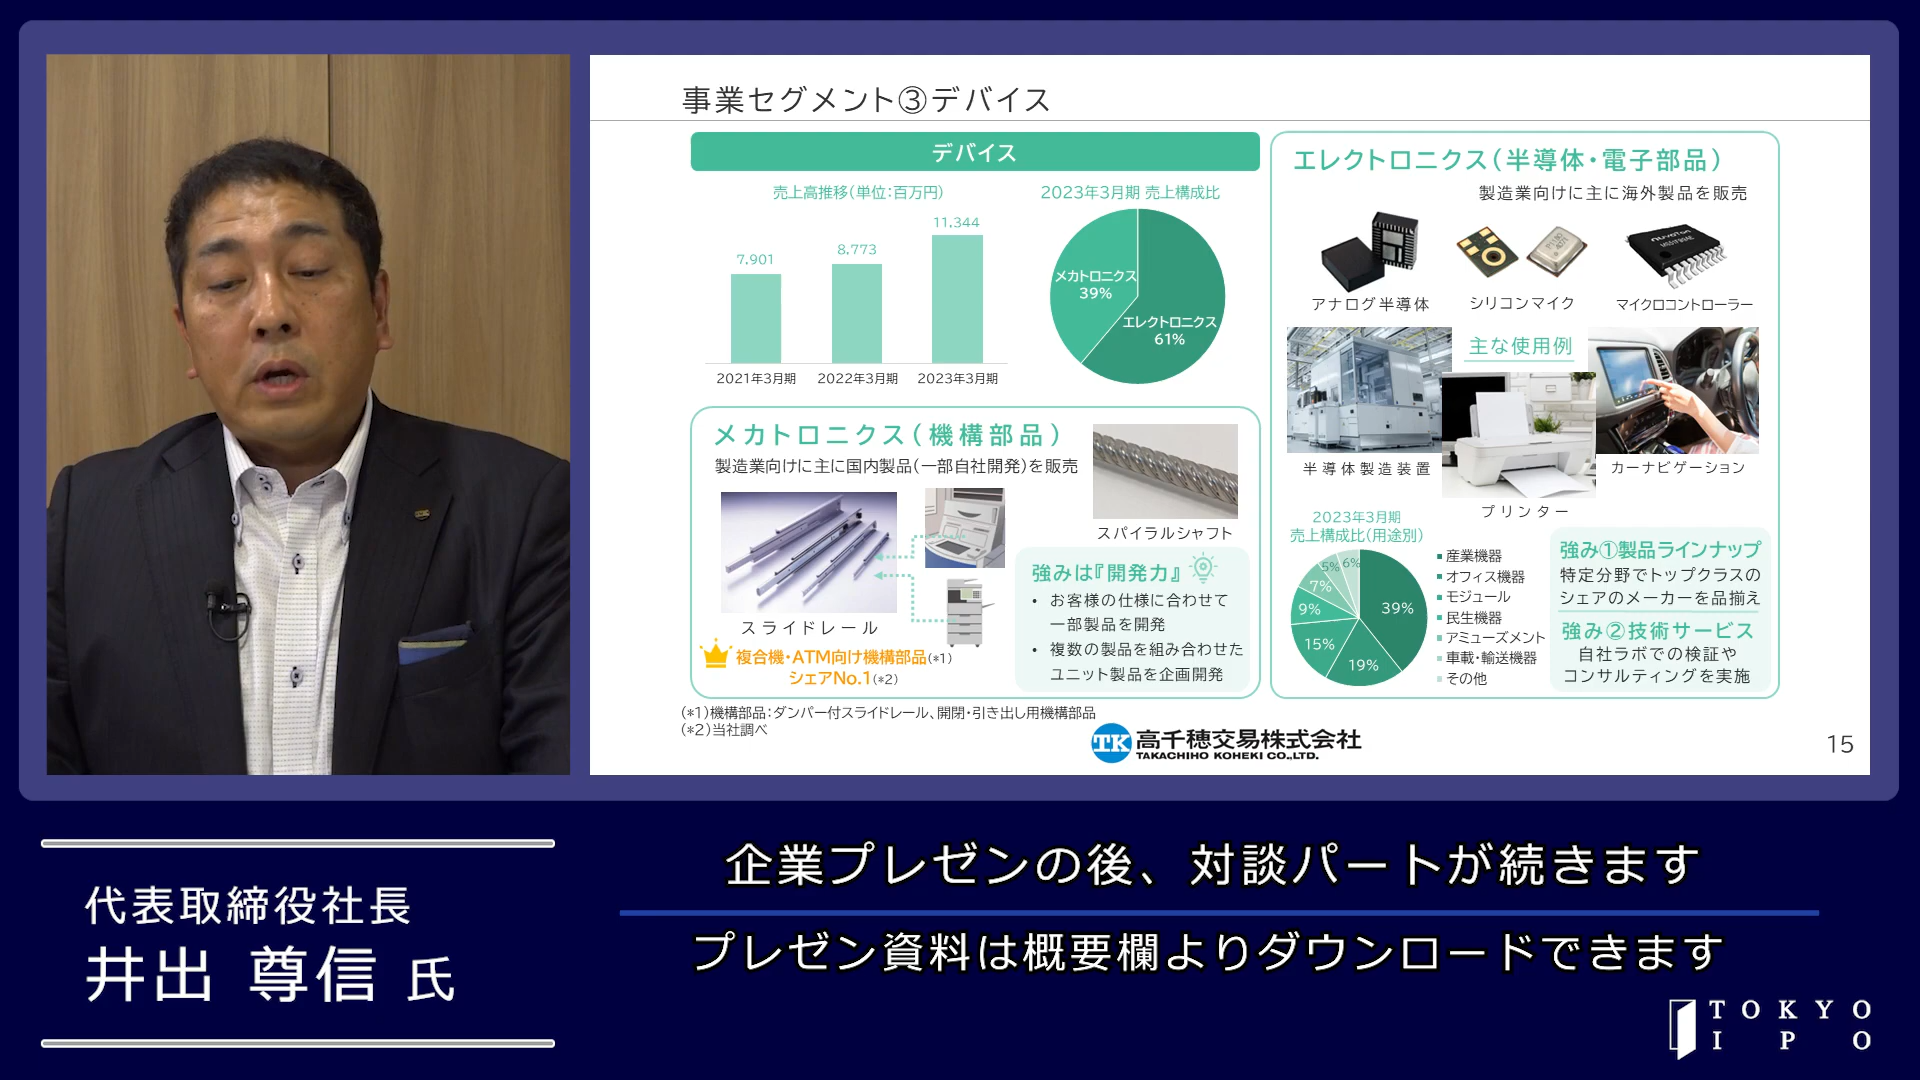 事業セグメント③デバイス
デバイス
売上高推移(単位:百万円)
7,901
8,773
11,344
2021年3月期
2022年3月期
2023年3月期
2023年3月期 売上構成比
メカトロニクス
39%
エレクトロニクス
61%
メカトロニクス(機構部品)
製造業向けに主に国内製品(一部自社開発)を販売
スライドレール
スパイラルシャフト
複合機・ATM向け機構部品(*1)
シェアNo.1(*2)
強みは『開発力』
• お客様の仕様に合わせて
一部製品を開発
• 複数の製品を組み合わせた
ユニット製品を企画開発
エレクトロニクス(半導体・電子部品)
製造業向けに主に海外製品を販売
nuvoTon
アナログ半導体
シリコンマイク
マイクロコントローラー
主な使用例
半導体製造装置
プリンター
カーナビゲーション
2023年3月期
売上構成比(用途別)
39%
19%
15%
9%
7%
5%
6%
産業機器
オフィス機器
モジュール
民生機器
アミューズメント
車載・輸送機器
その他
強み①製品ラインナップ
特定分野でトップクラスの
シェアのメーカーを品揃え
強み②技術サービス
自社ラボでの検証や
コンサルティングを実施
(*1)機構部品:ダンパー付スライドレール、開閉・引き出し用機構部品
(*2)当社調べ
TK 高千穂交易株式会社
TAKACHIHO KOHEKI CO.,LTD.
15
代表取締役社長
井出 尊信 氏
企業プレゼンの後、対談パートが続きます
プレゼン資料は概要欄よりダウンロードできます
TOKYO
IPO